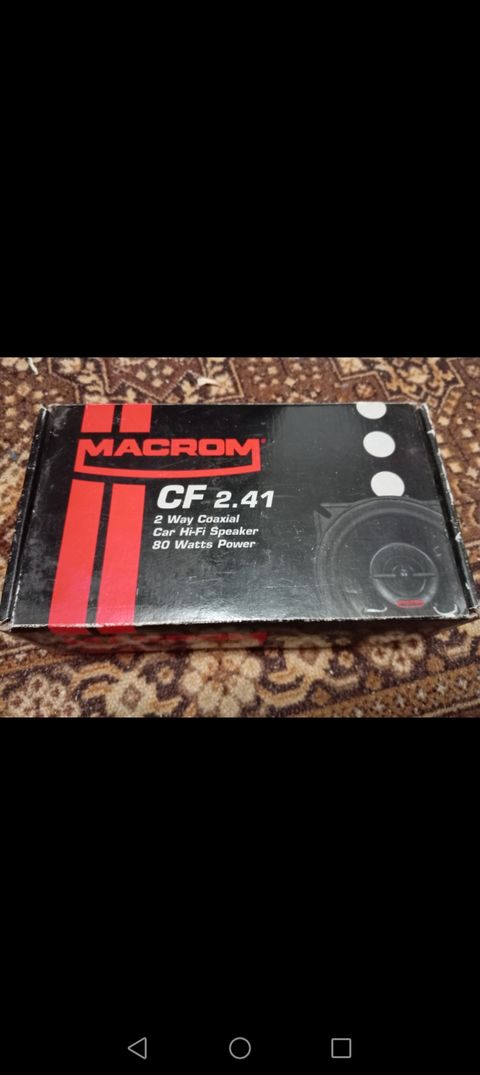 MACROM
CF 2.41
2 Way Coaxial
Car Hi-Fi Speaker
80 Watts Power